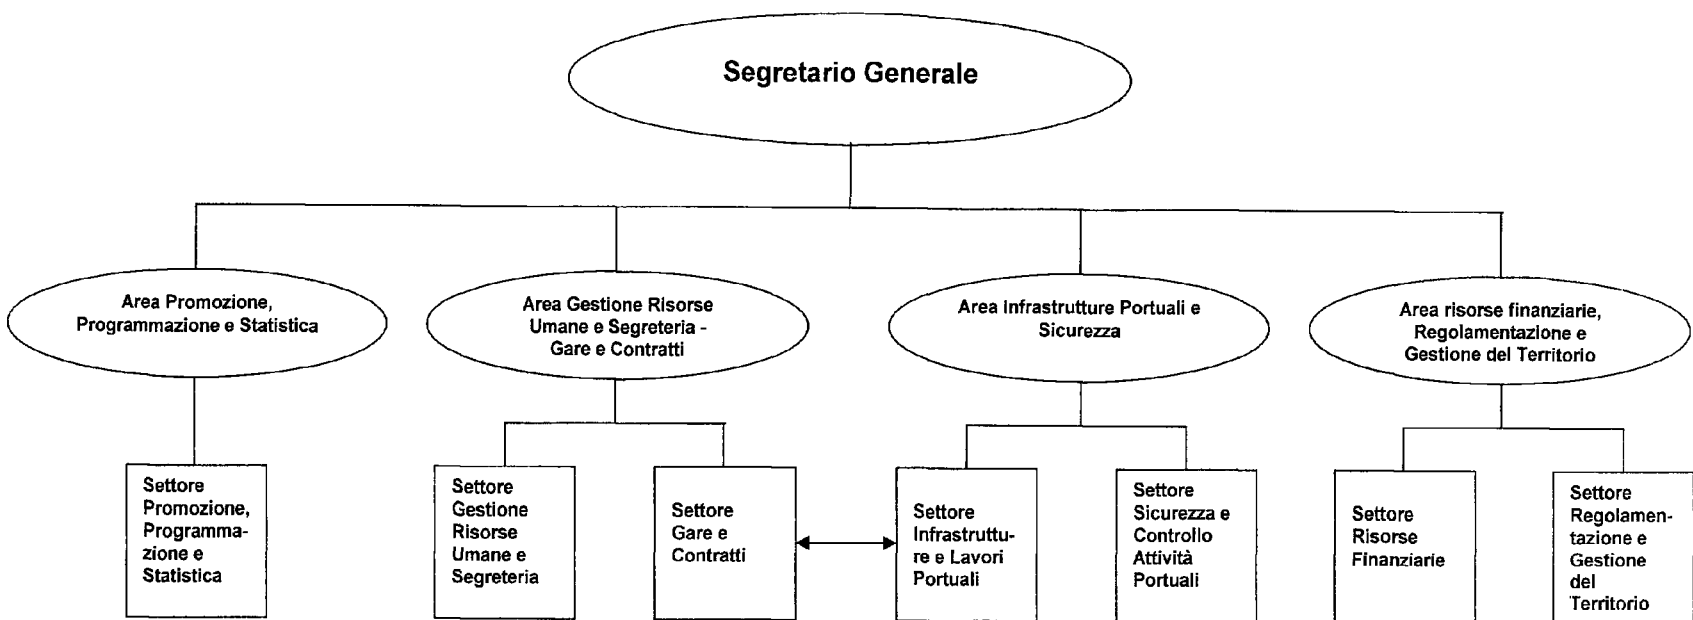 Segretario Generale
Area Promozione,
Programmazione e Statistica
Area Gestione Risorse
Umane e Segreteria -
Gare e Contratti
Area Infrastrutture Portuali e
Sicurezza
Area risorse finanziarie,
Regolamentazione e
Gestione del Territorio
Settore
Promozione,
Programma-
zione e
Statistica
Settore
Gestione
Risorse
Umane e
Segreteria
Settore
Gare e
Contratti
Settore
Infrastruttu-
re e Lavori
Portuali
Settore
Sicurezza e
Controllo
Attività
Portuali
Settore
Risorse
Finanziarie
Settore
Regolamen-
tazione e
Gestione
del
Territorio